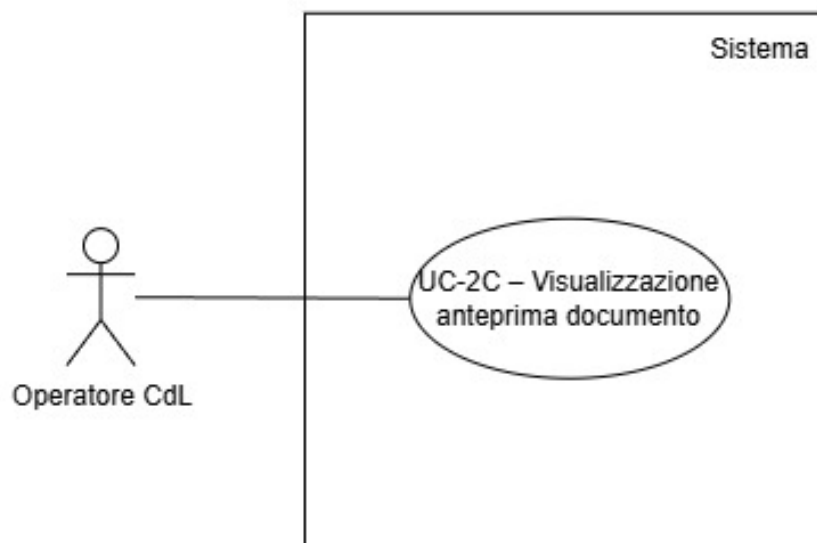 Sistema
UC-2C – Visualizzazione
anteprima documento
Operatore CdL